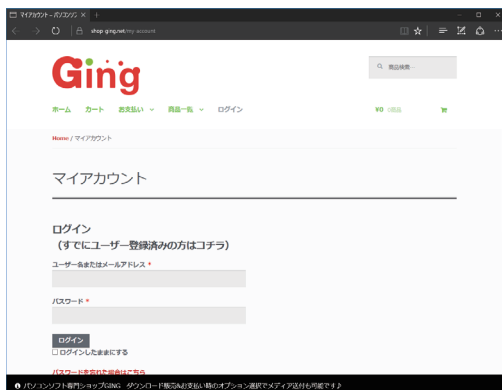 マイアカウント - パソコンソ
shop.ging.net/my-account
Ging
商品検索...
ホーム カート お支払い 商品一覧 ログイン
¥0 0商品
Home / マイアカウント
マイアカウント
ログイン
(すでにユーザー登録済みの方はコチラ)
ユーザー名またはメールアドレス *
パスワード *
ログイン
ログインしたままにする
パスワードを忘れた場合はこちら
パソコンソフト専門ショップGING ダウンロード販売&お支払い時のオプション選択でメディア送付も可能です♪